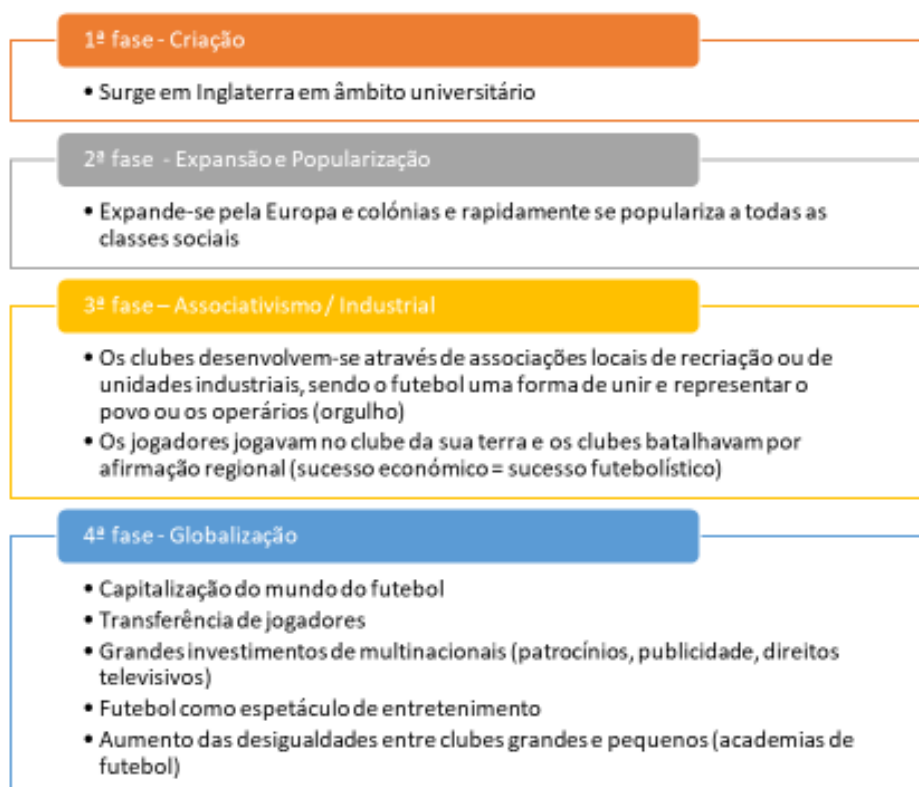 1ª fase - Criação
• Surge em Inglaterra em âmbito universitário
2ª fase - Expansão e Popularização
• Expande-se pela Europa e colónias e rapidamente se populariza a todas as
classes sociais
3ª fase – Associativismo / Industrial
• Os clubes desenvolvem-se através de associações locais de recriação ou de
unidades industriais, sendo o futebol uma forma de unir e representar o
povo ou os operários (orgulho)
• Os jogadores jogavam no clube da sua terra e os clubes batalhavam por
afirmação regional (sucesso económico = sucesso futebolístico)
4ª fase - Globalização
• Capitalização do mundo do futebol
• Transferência de jogadores
• Grandes investimentos de multinacionais (patrocínios, publicidade, direitos
televisivos)
• Futebol como espetáculo de entretenimento
• Aumento das desigualdades entre clubes grandes e pequenos (academias de
futebol)